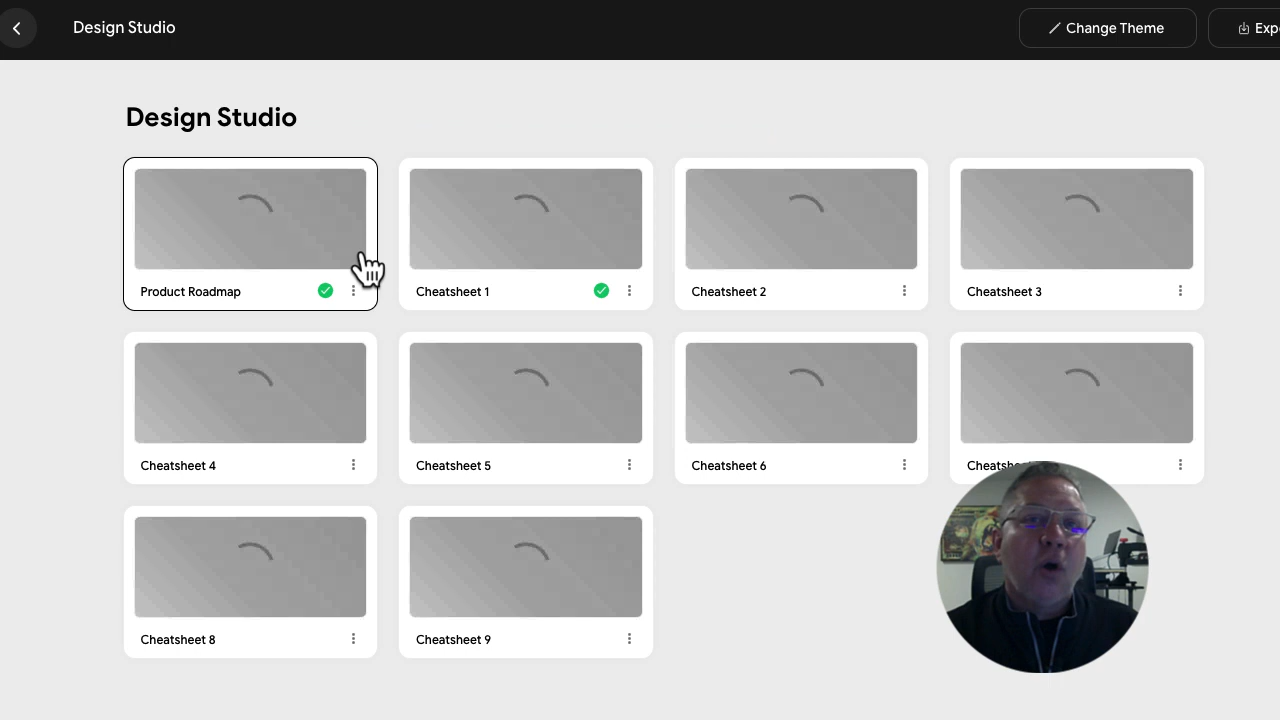 Design Studio
Change Theme
Expo
Design Studio
Product Roadmap
Cheatsheet 1
Cheatsheet 2
Cheatsheet 3
Cheatsheet 4
Cheatsheet 5
Cheatsheet 6
Cheatsheet 8
Cheatsheet 9